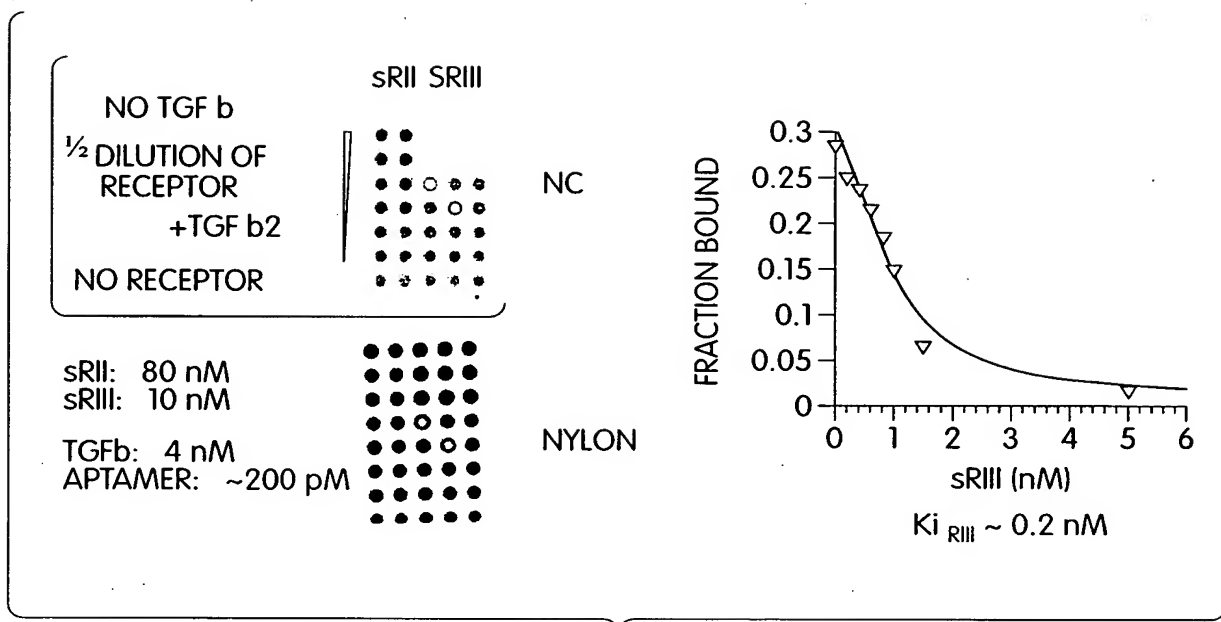 sRII SRIII
NO TGF b
½ DILUTION OF
RECEPTOR
+TGF b2
NO RECEPTOR
NC
sRII: 80 nM
sRIII: 10 nM
TGFb: 4 nM
APTAMER: ~200 pM
NYLON
FRACTION BOUND
0.3
0.25
0.2
0.15
0.1
0.05
0
0 1 2 3 4 5 6
sRIII (nM)
Ki RIII ~ 0.2 nM